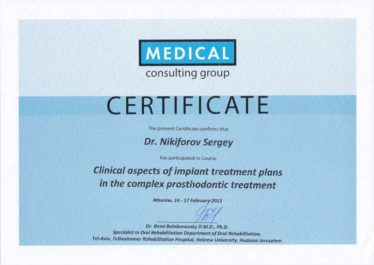 MEDICAL
consulting group
CERTIFICATE
The present Certificate confirms that
Dr. Nikiforov Sergey
has participated in Course
Clinical aspects of implant treatment plans
in the complex prosthodontic treatment
Moscow, 16 - 17 February 2013
Dr. Remi Balabanovsky D.M.D., Ph.D.
Specialist in Oral Rehabilitation Department of Oral Rehabilitation,
Tel-Aviv, Telhashomer Rehabilitation Hospital, Hebrew University, Hadassa Jerusalem